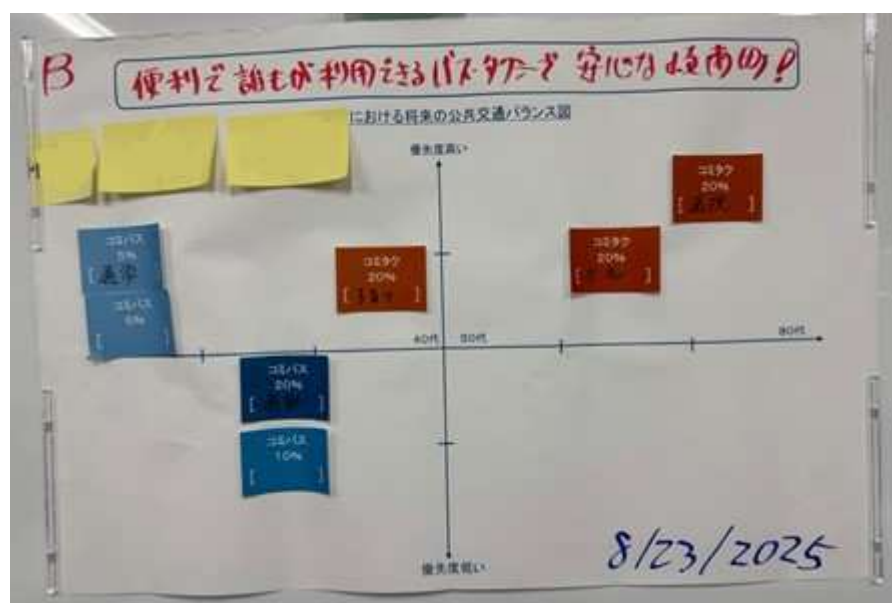 B
便利で誰もが利用できるバス・タクシーで 安心な
における将来の公共交通バランス図
優先度高い
コミタク
20%
[通院]
コミバス
5%
[通学]
コミタク
20%
[ ]
コミタク
20%
[ ]
コミバス
5%
[ ]
40代 50代
80代
コミバス
20%
[ ]
コミバス
10%
[ ]
優先度低い
8/23/2025